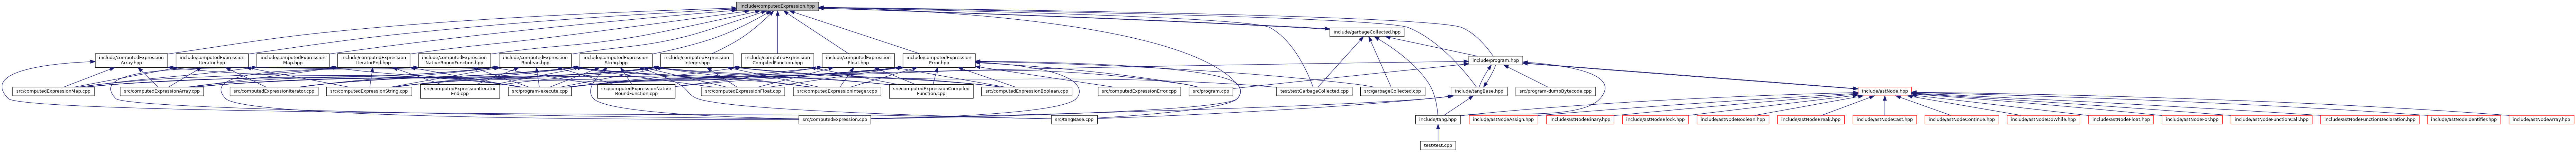 include/computedExpression.hpp
include/garbageCollected.hpp
include/computedExpression
Array.hpp
include/computedExpression
Iterator.hpp
include/computedExpression
Map.hpp
include/computedExpression
IteratorEnd.hpp
include/computedExpression
NativeBoundFunction.hpp
include/computedExpression
Boolean.hpp
include/computedExpression
String.hpp
include/computedExpression
Integer.hpp
include/computedExpression
CompiledFunction.hpp
include/computedExpression
Float.hpp
include/computedExpression
Error.hpp
include/program.hpp
src/computedExpressionMap.cpp
src/computedExpressionArray.cpp
src/computedExpressionIterator.cpp
src/computedExpressionString.cpp
src/computedExpressionIterator
End.cpp
src/program-execute.cpp
src/computedExpressionNative
BoundFunction.cpp
src/computedExpressionFloat.cpp
src/computedExpressionInteger.cpp
src/computedExpressionCompiled
Function.cpp
src/computedExpressionBoolean.cpp
src/computedExpressionError.cpp
src/program.cpp
test/testGarbageCollected.cpp
src/garbageCollected.cpp
include/tangBase.hpp
src/program-dumpBytecode.cpp
include/astNode.hpp
src/computedExpression.cpp
src/tangBase.cpp
include/tang.hpp
include/astNodeAssign.hpp
include/astNodeBinary.hpp
include/astNodeBlock.hpp
include/astNodeBoolean.hpp
include/astNodeBreak.hpp
include/astNodeCast.hpp
include/astNodeContinue.hpp
include/astNodeDoWhile.hpp
include/astNodeFloat.hpp
include/astNodeFor.hpp
include/astNodeFunctionCall.hpp
include/astNodeFunctionDeclaration.hpp
include/astNodeIdentifier.hpp
include/astNodeArray.hpp
test/test.cpp